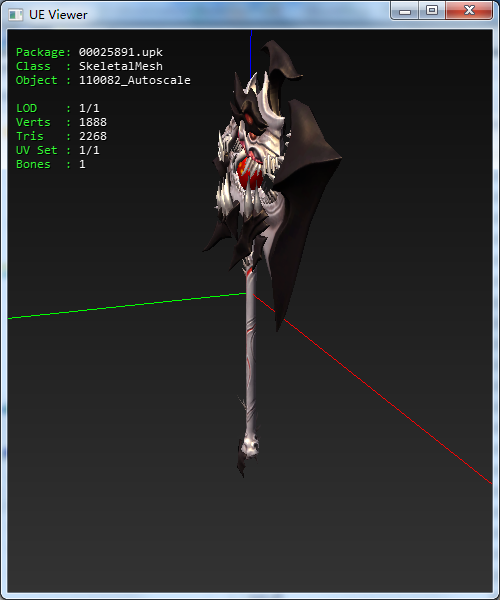 UE Viewer
Package: 00025891.upk
Class : SkeletalMesh
Object : 110082_Autoscale
LOD : 1/1
Verts : 1888
Tris : 2268
UV Set : 1/1
Bones : 1